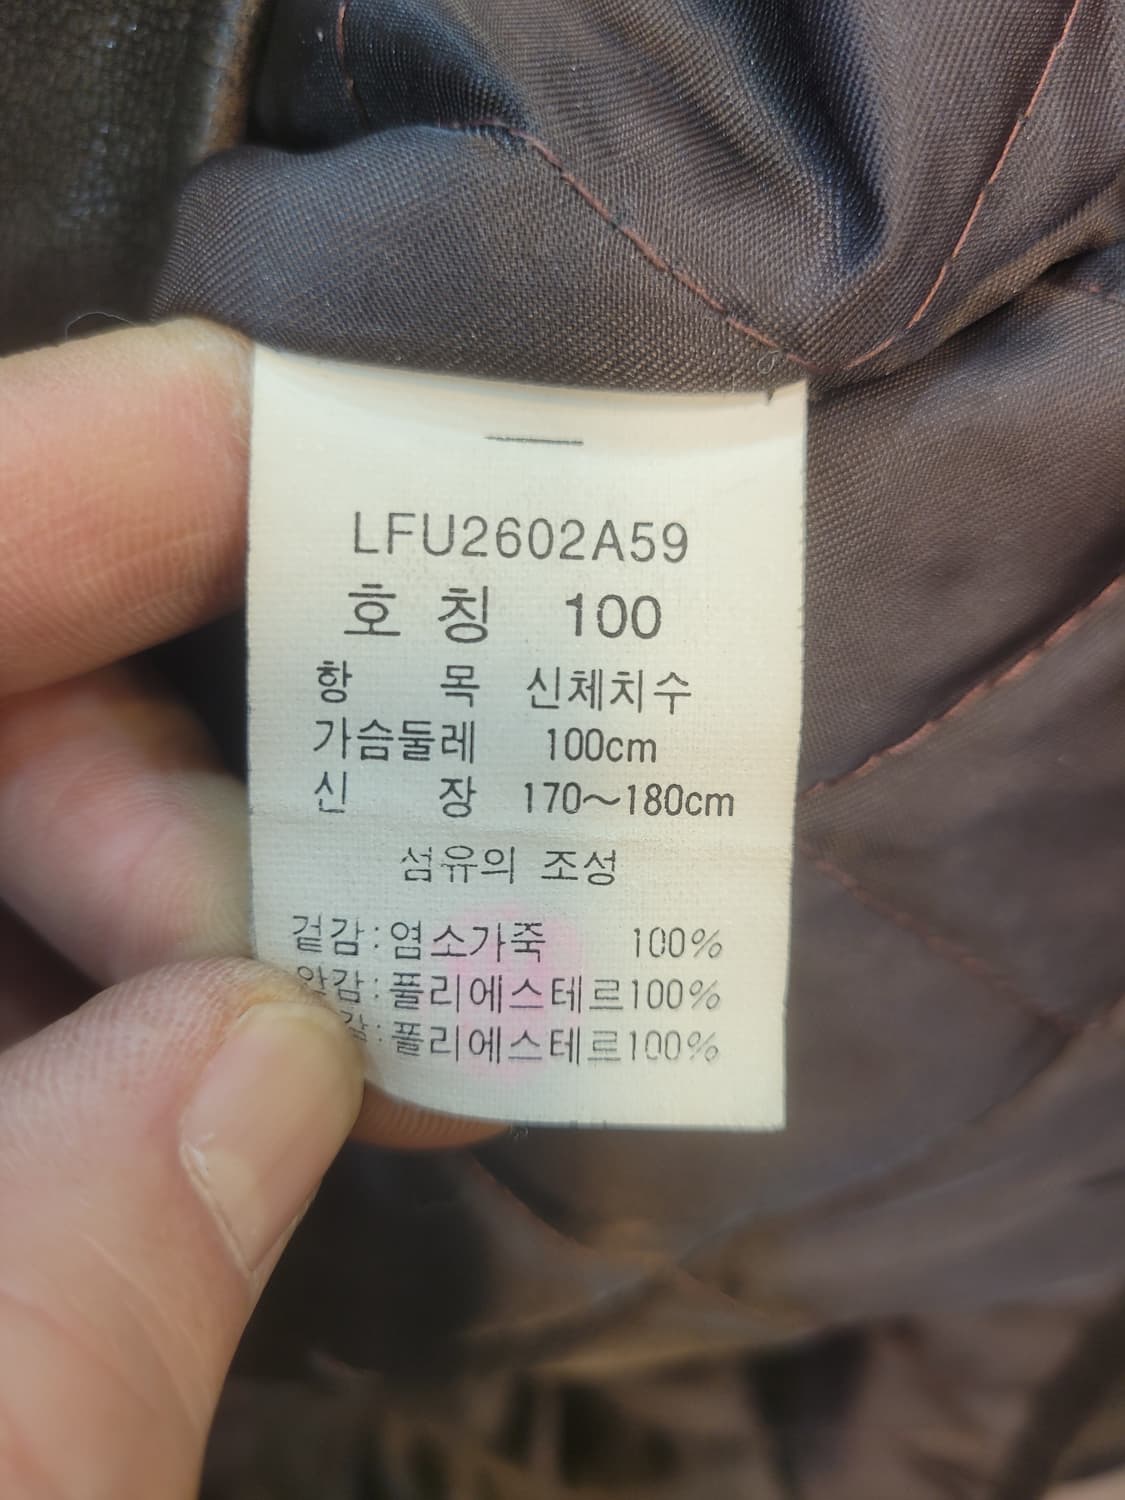 LFU2602A59
호 칭 100
항 목 신체치수
가슴둘레 100cm
신 장 170~180cm
섬유의 조성
겉감:염소가죽 100%
안감:폴리에스테르100%
폴리에스테르100%